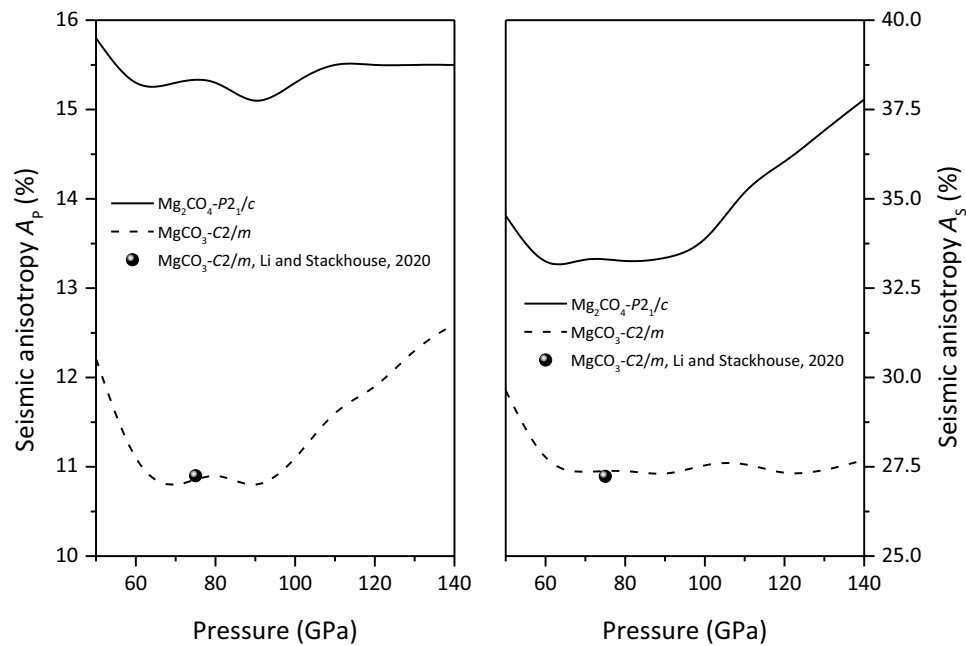 16
15
14
13
12
11
10
Seismic anisotropy Aₚ (%)
Mg₂CO₄-P2₁/c
MgCO₃-C2/m
MgCO₃-C2/m, Li and Stackhouse, 2020
60 80 100 120 140
Pressure (GPa)
Mg₂CO₄-P2₁/c
MgCO₃-C2/m
MgCO₃-C2/m, Li and Stackhouse, 2020
60 80 100 120 140
Pressure (GPa)
40.0
37.5
35.0
32.5
30.0
27.5
25.0
Seismic anisotropy Aₛ (%)